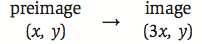 preimage → image
(x, y) (3x, y)